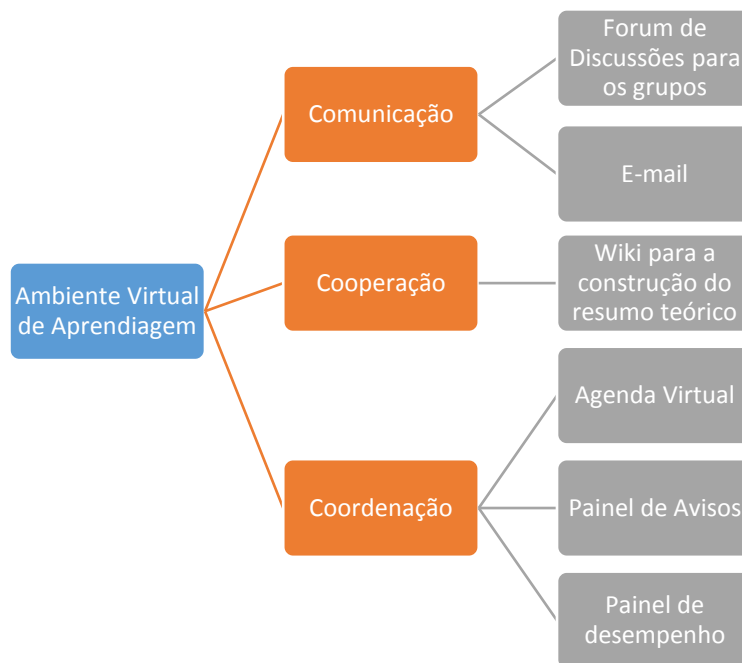 Forum de
Discussões para
os grupos
Comunicação
E-mail
Ambiente Virtual
de Aprendiagem
Cooperação
Wiki para a
construção do
resumo teórico
Agenda Virtual
Coordenação
Painel de Avisos
Painel de
desempenho